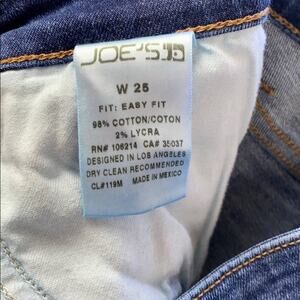 JOE'S
W 25
FIT: EASY FIT
98% COTTON/COTON
2% LYCRA
RN# 106214 CA# 35037
DESIGNED IN LOS ANGELES
DRY CLEAN RECOMMENDED
CL#119M MADE IN MEXICO